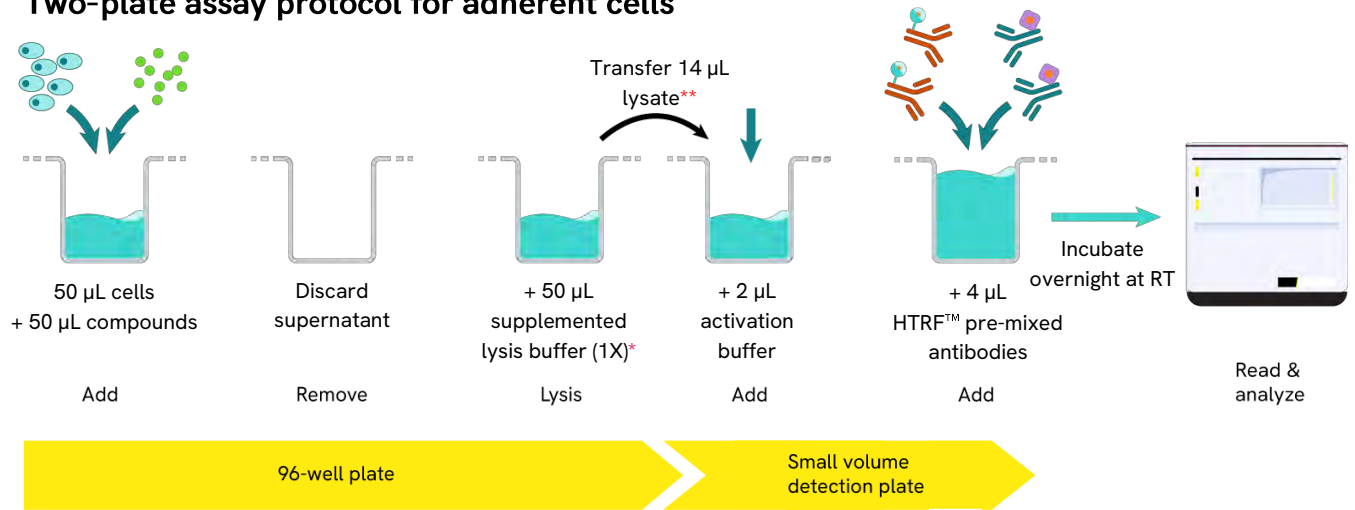 Two-plate assay protocol for adherent cells
Transfer 14 µL
lysate**
50 µL cells
+ 50 µL compounds
Discard
supernatant
+ 50 µL
supplemented
lysis buffer (1X)*
+ 2 µL
activation
buffer
+ 4 µL
HTRF™ pre-mixed
antibodies
Incubate
overnight at RT
Add
Remove
Lysis
Add
Add
Read &
analyze
96-well plate
Small volume
detection plate